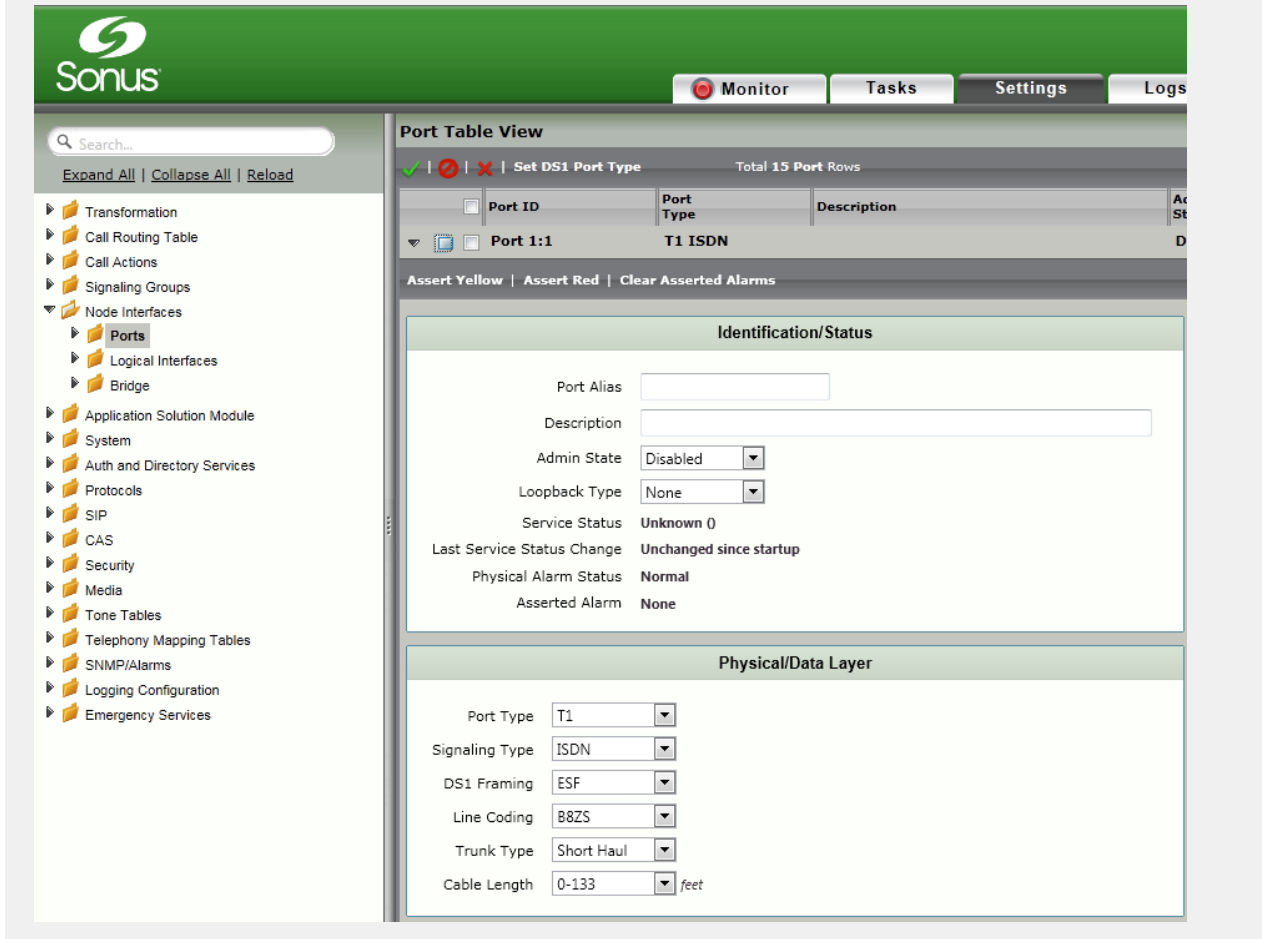 Sonus
Monitor Tasks Settings Logs
Search...
Expand All | Collapse All | Reload
Transformation
Call Routing Table
Call Actions
Signaling Groups
Node Interfaces
Ports
Logical Interfaces
Bridge
Application Solution Module
System
Auth and Directory Services
Protocols
SIP
CAS
Security
Media
Tone Tables
Telephony Mapping Tables
SNMP/Alarms
Logging Configuration
Emergency Services
Port Table View
| | | Set DS1 Port Type Total 15 Port Rows
Port ID Port Type Description
Port 1:1 T1 ISDN D
Assert Yellow | Assert Red | Clear Asserted Alarms
Identification/Status
Port Alias
Description
Admin State Disabled
Loopback Type None
Service Status Unknown ()
Last Service Status Change Unchanged since startup
Physical Alarm Status Normal
Asserted Alarm None
Physical/Data Layer
Port Type T1
Signaling Type ISDN
DS1 Framing ESF
Line Coding B8ZS
Trunk Type Short Haul
Cable Length 0-133 feet